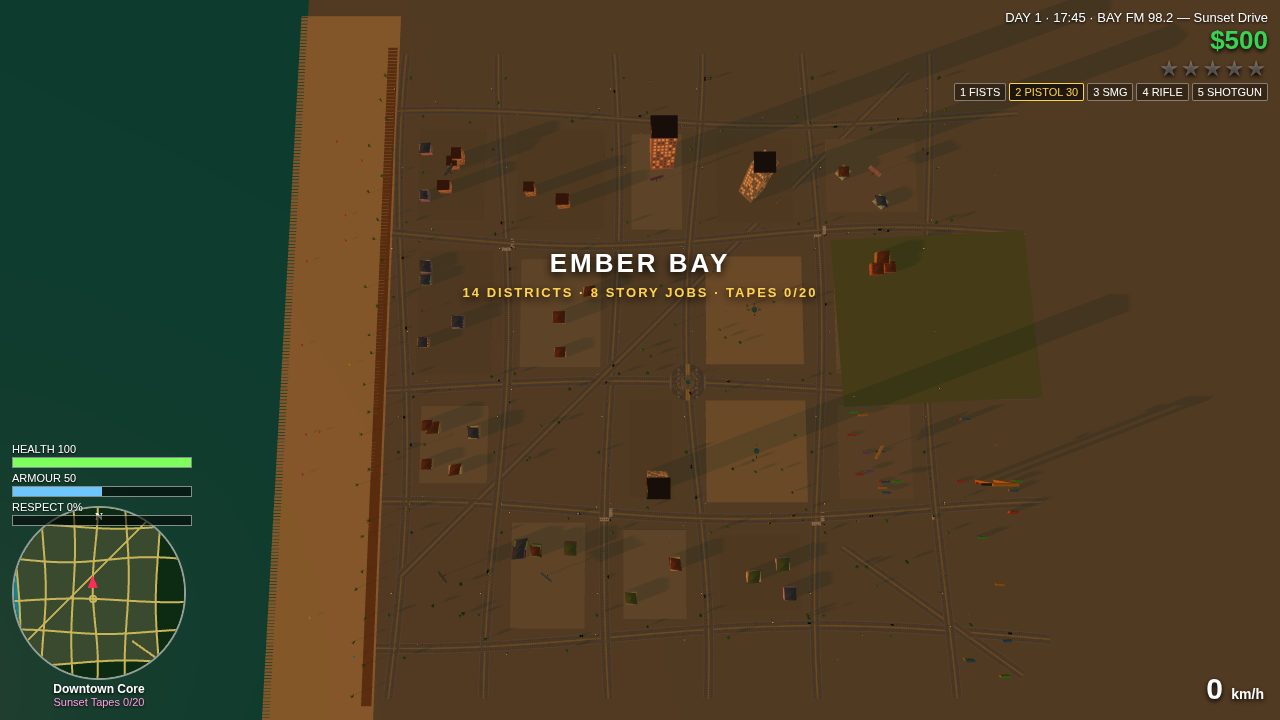 DAY 1 · 17:45 · BAY FM 98.2 — Sunset Drive
$500
★★★★★
1 FISTS 2 PISTOL 30 3 SMG 4 RIFLE 5 SHOTGUN
EMBER BAY
14 DISTRICTS · 8 STORY JOBS · TAPES 0/20
HEALTH 100
ARMOUR 50
RESPECT 0%
N
Downtown Core
Sunset Tapes 0/20
0 km/h